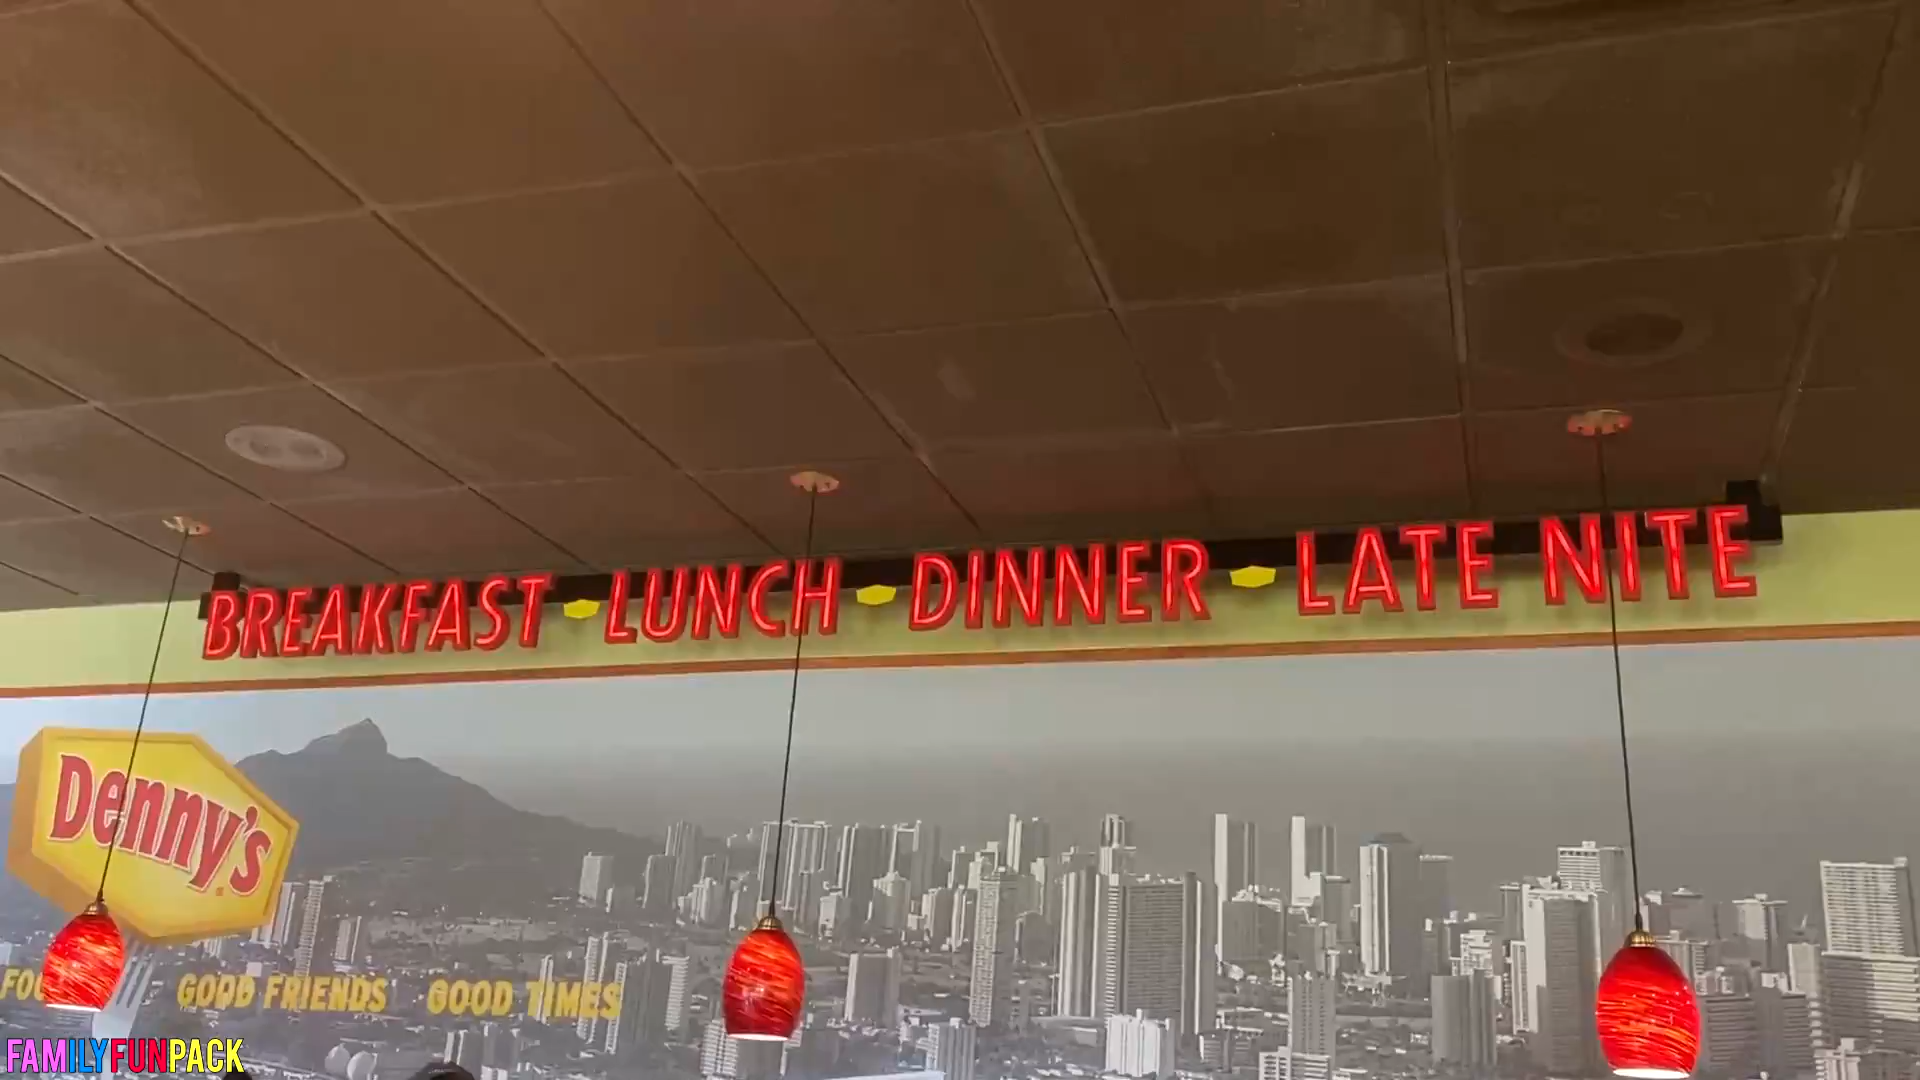 BREAKFAST LUNCH DINNER LATE NITE
Denny's
GOOD FRIENDS GOOD TIMES
FAMILYFUNPACK